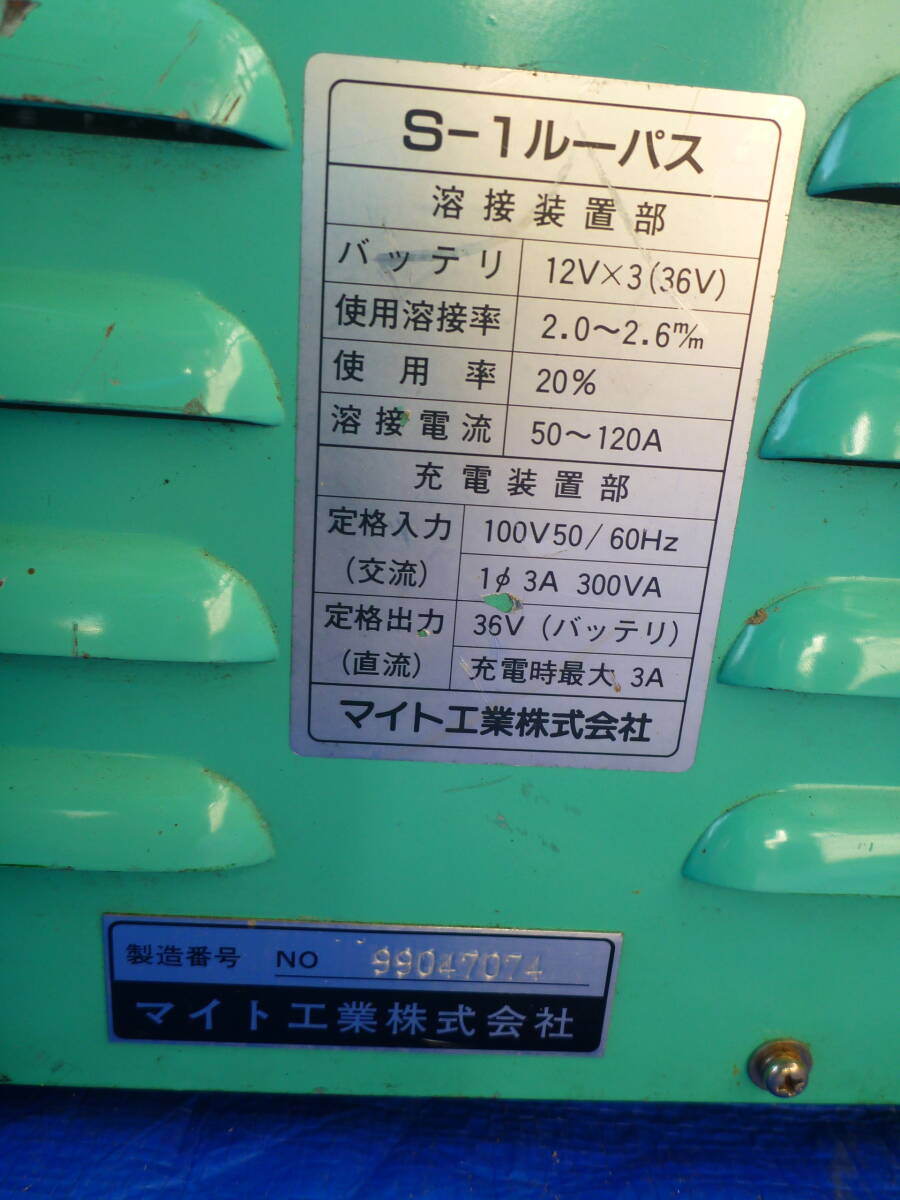 S-1ルーパス
溶接装置部
バッテリ 12V×3(36V)
使用溶接率 2.0～2.6m/m
使用率 20%
溶接電流 50～120A
充電装置部
定格入力 100V50/60Hz
(交流) 1φ 3A 300VA
定格出力 36V (バッテリ)
(直流) 充電時最大 3A
マイト工業株式会社
製造番号 NO 99047074
マイト工業株式会社